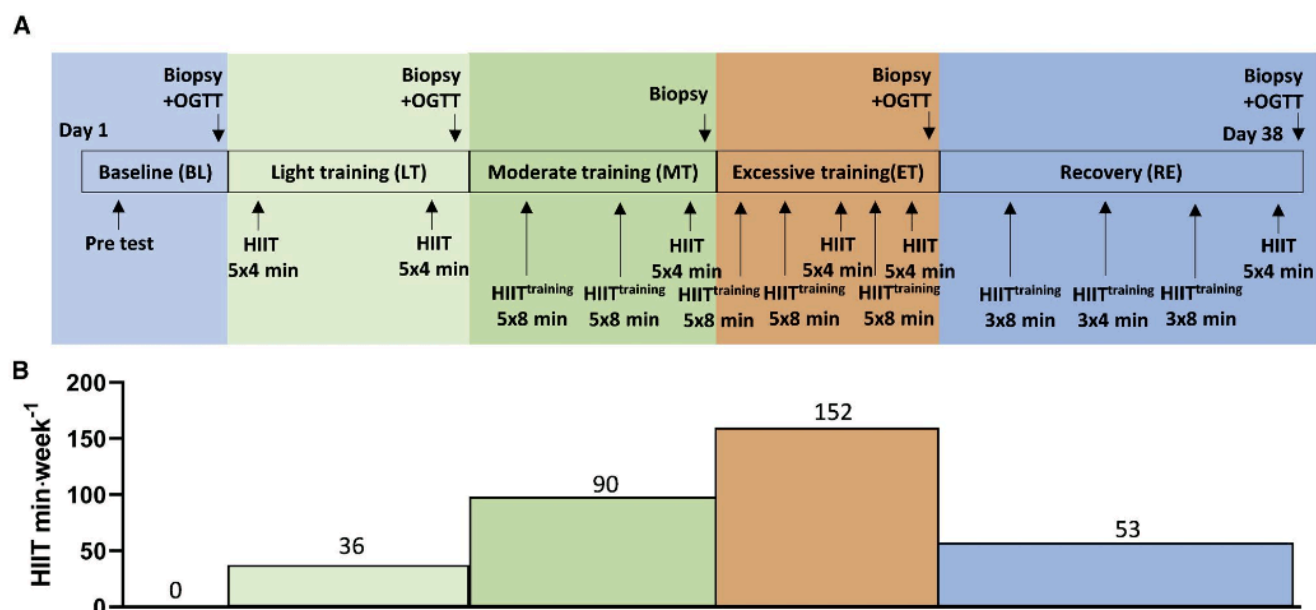 A
Biopsy
+OGTT
Biopsy
+OGTT
Biopsy
Biopsy
+OGTT
Biopsy
+OGTT
Day 1
Day 38
Baseline (BL)
Light training (LT)
Moderate training (MT)
Excessive training(ET)
Recovery (RE)
Pre test
HIIT
5x4 min
HIIT
5x4 min
HIITtraining
5x8 min
HIITtraining
5x8 min
HIIT
5x4 min
HIITtraining
5x8 min
HIITtraining
5x8 min
HIIT
5x4 min
HIITtraining
5x8 min
HIIT
5x4 min
HIITtraining
3x8 min
HIITtraining
3x4 min
HIITtraining
3x8 min
HIIT
5x4 min
B
HIIT min·week-1
200
150
100
50
0
0
36
90
152
53